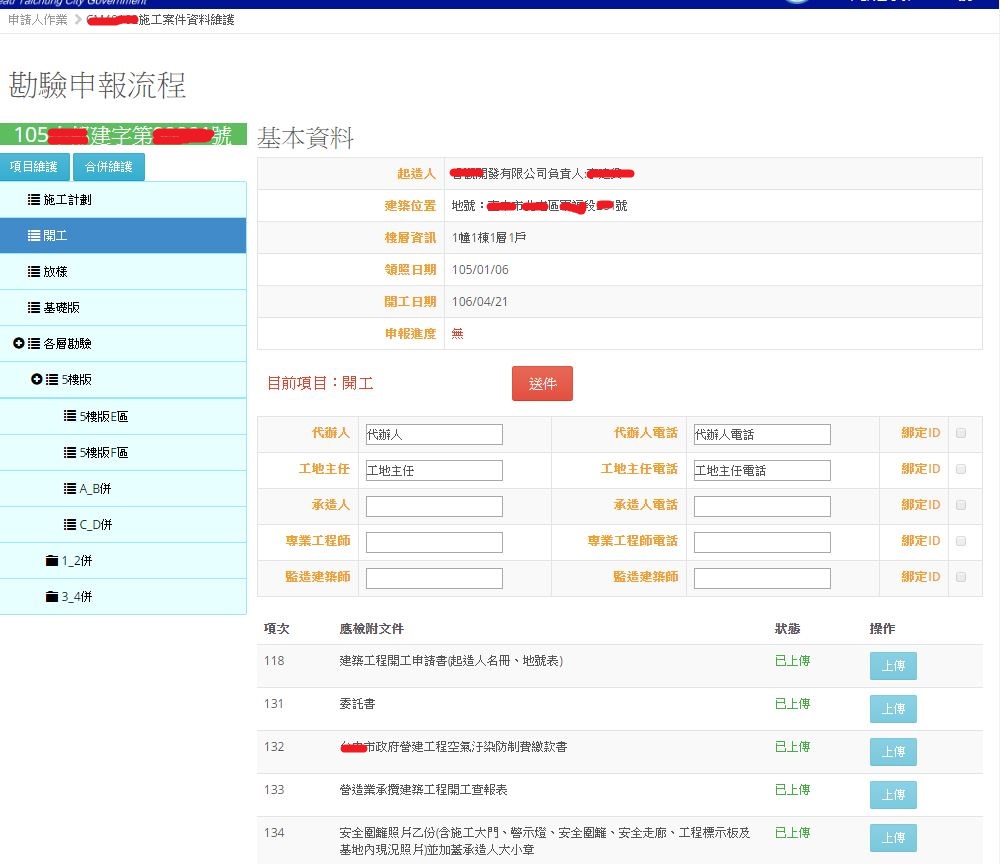 eau Taichung City Government
申請人作業 > 施工案件資料維護
勘驗申報流程
105 建字第 號
項目維護 合併維護
施工計劃
開工
放樣
基礎版
各層勘驗
5樓版
5樓版E區
5樓版F區
A_B併
C_D併
1_2併
3_4併
基本資料
起造人 開發有限公司負責人:
建築位置 地號： 市 區 段 號
樓層資訊 1幢1棟1層1戶
領照日期 105/01/06
開工日期 106/04/21
申報進度 無
目前項目：開工 送件
代辦人 代辦人 代辦人電話 代辦人電話 綁定ID
工地主任 工地主任 工地主任電話 工地主任電話 綁定ID
承造人 承造人電話 綁定ID
專業工程師 專業工程師電話 綁定ID
監造建築師 監造建築師 綁定ID
項次 應檢附文件 狀態 操作
118 建築工程開工申請書(起造人名冊、地號表) 已上傳 上傳
131 委託書 已上傳 上傳
132 市政府營建工程空氣汙染防制費繳款書 已上傳 上傳
133 營造業承攬建築工程開工查報表 已上傳 上傳
134 安全圍籬照片乙份(含施工大門、警示燈、安全圍籬、安全走廊、工程標示板及 已上傳 上傳
基地內現況照片)並加蓋承造人大小章